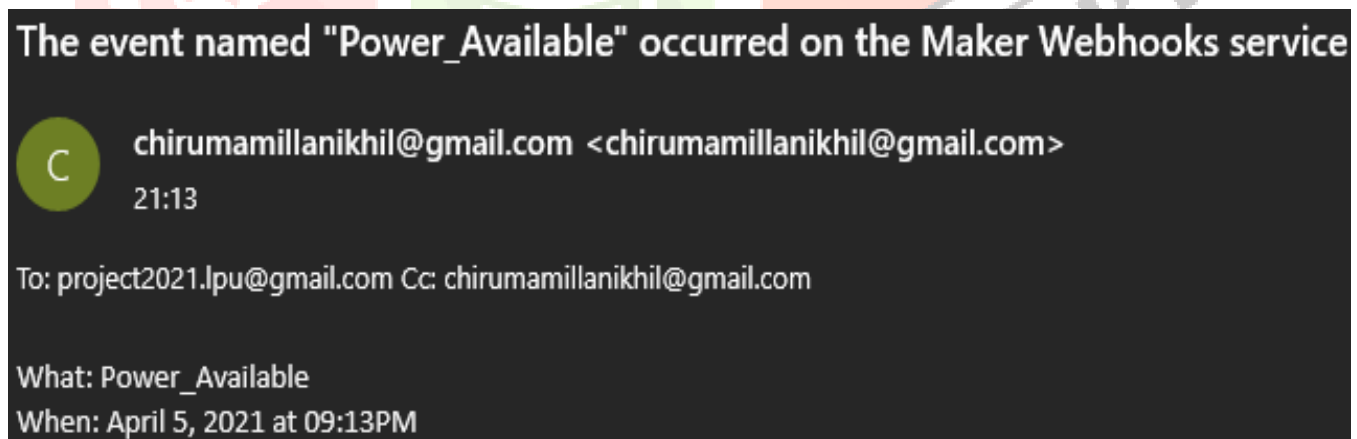 The event named "Power_Available" occurred on the Maker Webhooks service
C
chirumamillanikhil@gmail.com <chirumamillanikhil@gmail.com>
21:13
To: project2021.lpu@gmail.com Cc: chirumamillanikhil@gmail.com
What: Power_Available
When: April 5, 2021 at 09:13PM